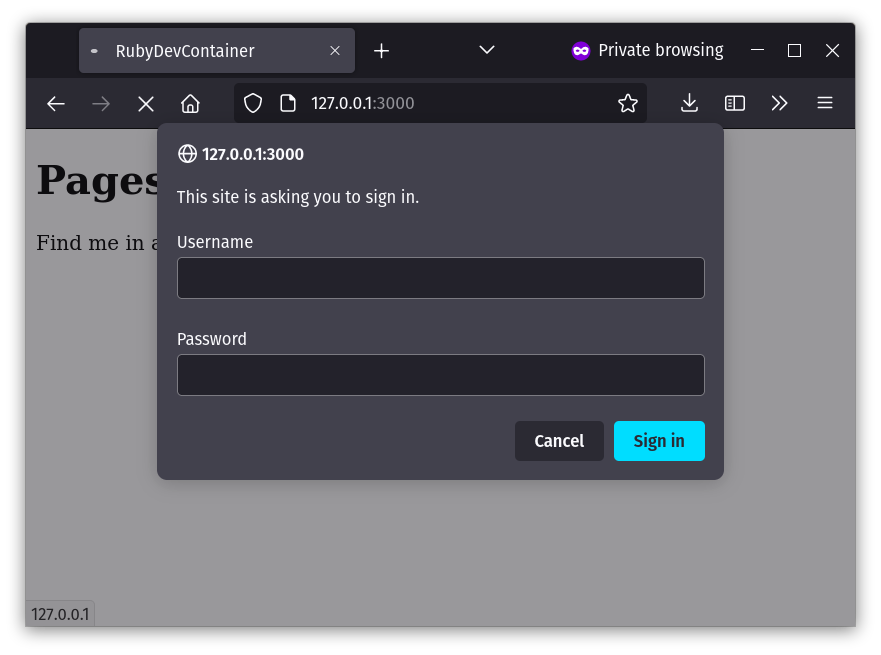 RubyDevContainer
Private browsing
127.0.0.1:3000
127.0.0.1:3000
This site is asking you to sign in.
Pages
Find me in a
Username
Password
Cancel
Sign in
127.0.0.1